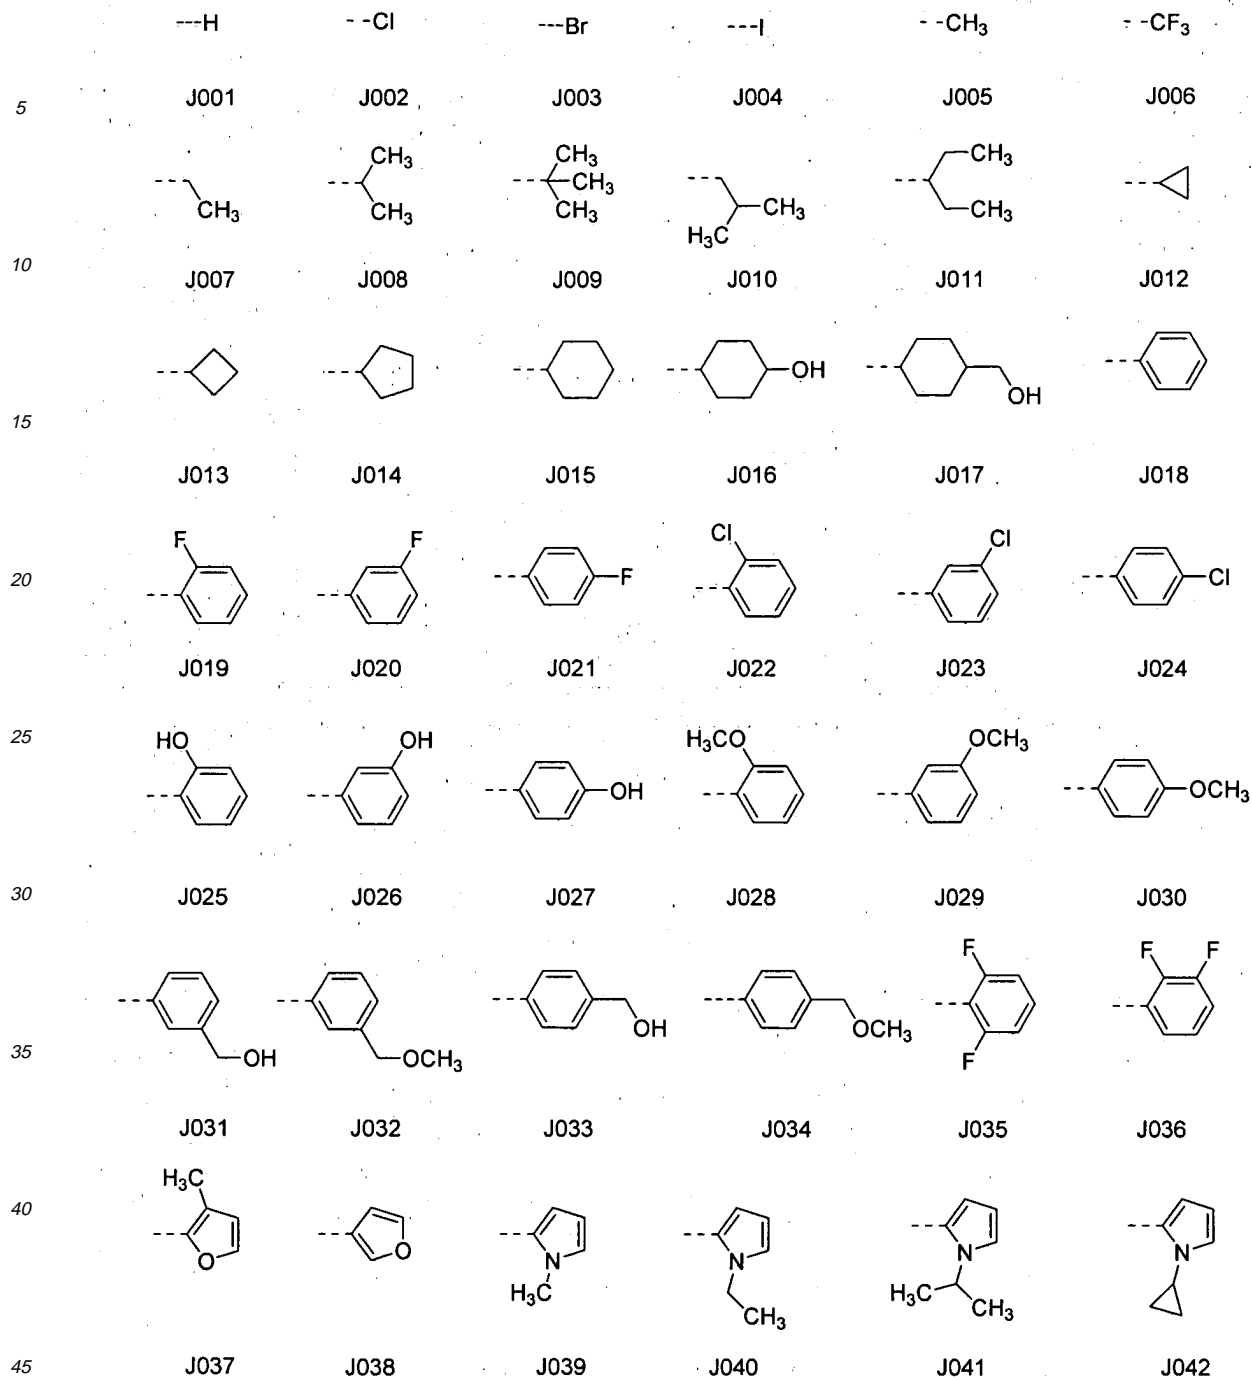 ---H --Cl ---Br ---I --CH₃ --CF₃
5 J001 J002 J003 J004 J005 J006
CH₃ CH₃ CH₃
CH₃ CH₃ CH₃ CH₃ CH₃ H₃C CH₃
10 J007 J008 J009 J010 J011 J012
OH OH
15
J013 J014 J015 J016 J017 J018
F F F Cl Cl Cl
20
J019 J020 J021 J022 J023 J024
25 HO OH OH H₃CO OCH₃ OCH₃
30 J025 J026 J027 J028 J029 J030
F F F
OH OCH₃ OH OCH₃ F
35
J031 J032 J033 J034 J035 J036
H₃C
40
O O N N N N
H₃C CH₃ H₃C CH₃
45 J037 J038 J039 J040 J041 J042